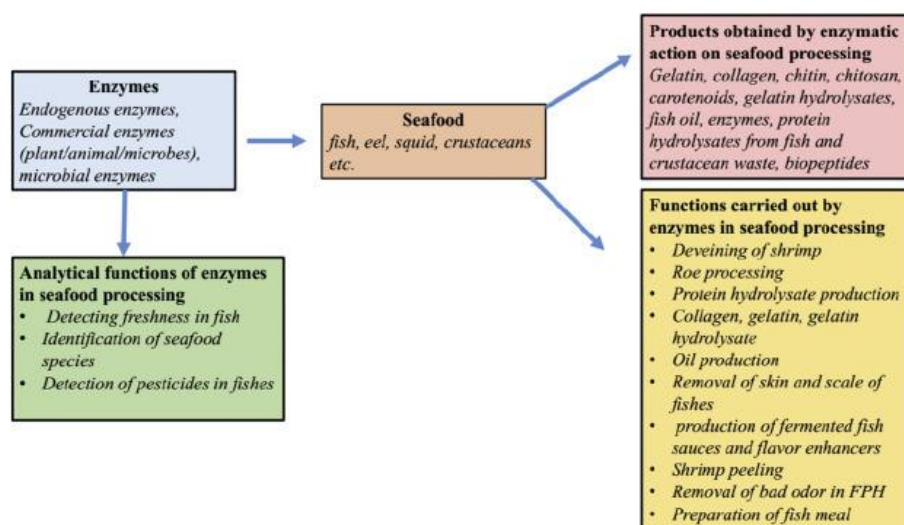 Enzymes
Endogenous enzymes,
Commercial enzymes
(plant/animal/microbes),
microbial enzymes
Analytical functions of enzymes
in seafood processing
• Detecting freshness in fish
• Identification of seafood
species
• Detection of pesticides in fishes
Seafood
fish, eel, squid, crustaceans
etc.
Products obtained by enzymatic
action on seafood processing
Gelatin, collagen, chitin, chitosan,
carotenoids, gelatin hydrolysates,
fish oil, enzymes, protein
hydrolysates from fish and
crustacean waste, biopeptides
Functions carried out by
enzymes in seafood processing
• Deveining of shrimp
• Roe processing
• Protein hydrolysate production
• Collagen, gelatin, gelatin
hydrolysate
• Oil production
• Removal of skin and scale of
fishes
• production of fermented fish
sauces and flavor enhancers
• Shrimp peeling
• Removal of bad odor in FPH
• Preparation of fish meal